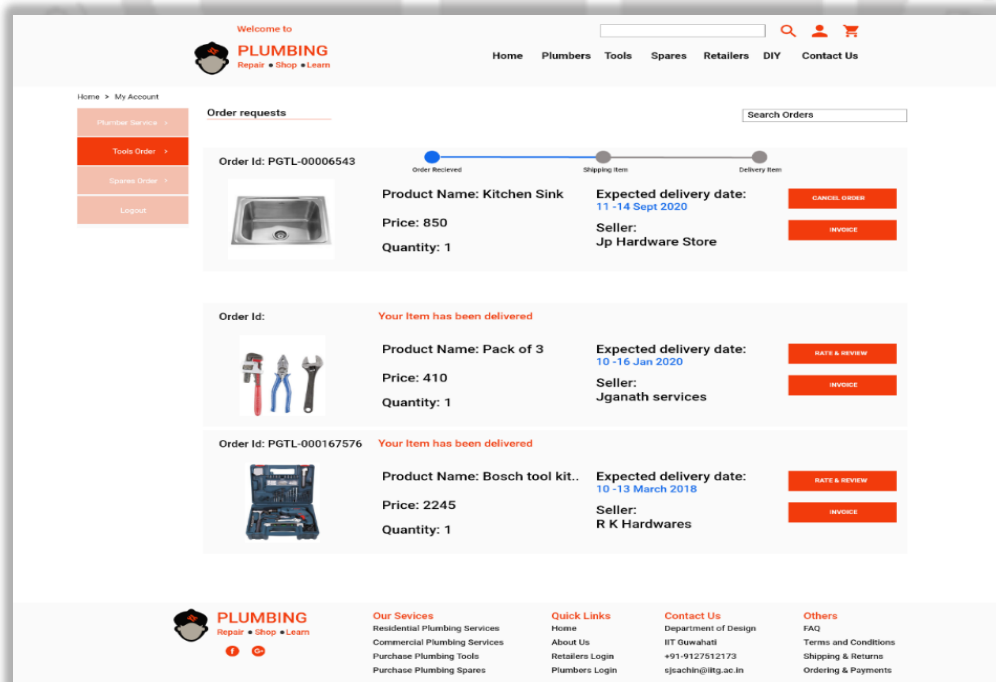 Welcome to
PLUMBING
Repair • Shop • Learn
Home Plumbers Tools Spares Retailers DIY Contact Us
Home > My Account
Plumber Service >
Tools Order >
Spares Order >
Logout
Order requests
Search Orders
Order Id: PGTL-00006543
Order Recieved
Shipping Item
Delivery Item
Product Name: Kitchen Sink
Price: 850
Quantity: 1
Expected delivery date:
11 -14 Sept 2020
Seller:
Jp Hardware Store
CANCEL ORDER
INVOICE
Order Id:
Your Item has been delivered
Product Name: Pack of 3
Price: 410
Quantity: 1
Expected delivery date:
10 -16 Jan 2020
Seller:
Jganath services
RATE & REVIEW
INVOICE
Order Id: PGTL-000167576
Your Item has been delivered
Product Name: Bosch tool kit..
Price: 2245
Quantity: 1
Expected delivery date:
10 -13 March 2018
Seller:
R K Hardwares
RATE & REVIEW
INVOICE
PLUMBING
Repair • Shop • Learn
Our Sevices
Residential Plumbing Services
Commercial Plumbing Services
Purchase Plumbing Tools
Purchase Plumbing Spares
Quick Links
Home
About Us
Retailers Login
Plumbers Login
Contact Us
Department of Design
IIT Guwahati
+91-9127512173
sjsachin@iitg.ac.in
Others
FAQ
Terms and Conditions
Shipping & Returns
Ordering & Payments